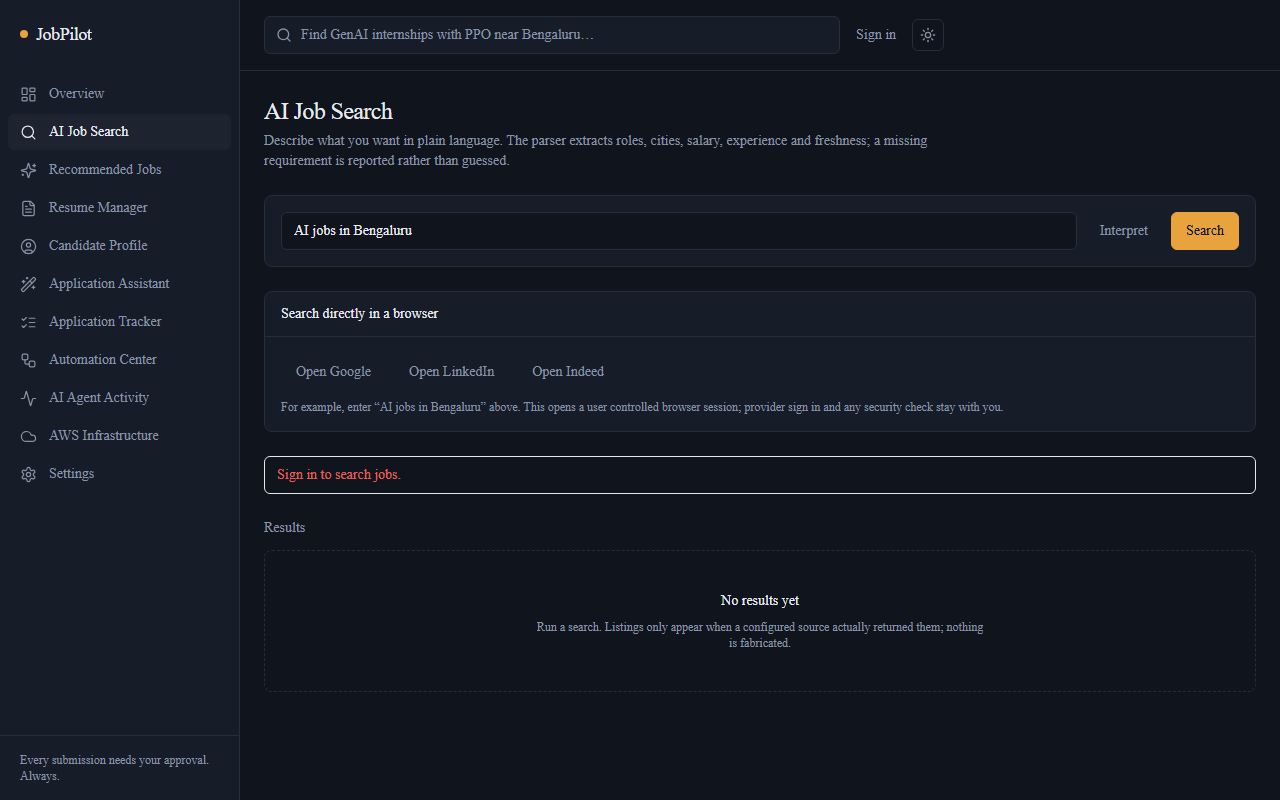 JobPilot
Overview
AI Job Search
Recommended Jobs
Resume Manager
Candidate Profile
Application Assistant
Application Tracker
Automation Center
AI Agent Activity
AWS Infrastructure
Settings
Every submission needs your approval.
Always.
Find GenAI internships with PPO near Bengaluru…
Sign in
AI Job Search
Describe what you want in plain language. The parser extracts roles, cities, salary, experience and freshness; a missing
requirement is reported rather than guessed.
AI jobs in Bengaluru
Interpret
Search
Search directly in a browser
Open Google
Open LinkedIn
Open Indeed
For example, enter “AI jobs in Bengaluru” above. This opens a user controlled browser session; provider sign in and any security check stay with you.
Sign in to search jobs.
Results
No results yet
Run a search. Listings only appear when a configured source actually returned them; nothing
is fabricated.